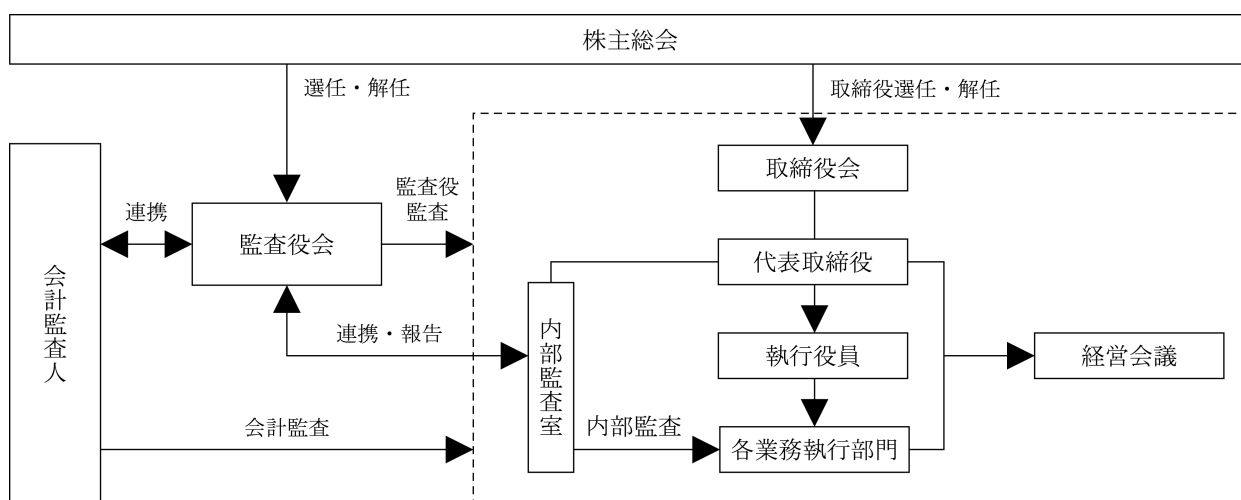 株主総会
選任・解任
取締役選任・解任
取締役会
監査役
監査
連携
監査役会
代表取締役
会計監査人
連携・報告
内部監査室
執行役員
経営会議
会計監査
内部監査
各業務執行部門